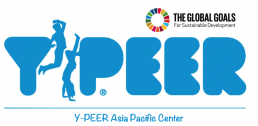 THE GLOBAL GOALS
For Sustainable Development
Y-PEER
®
Y-PEER Asia Pacific Center